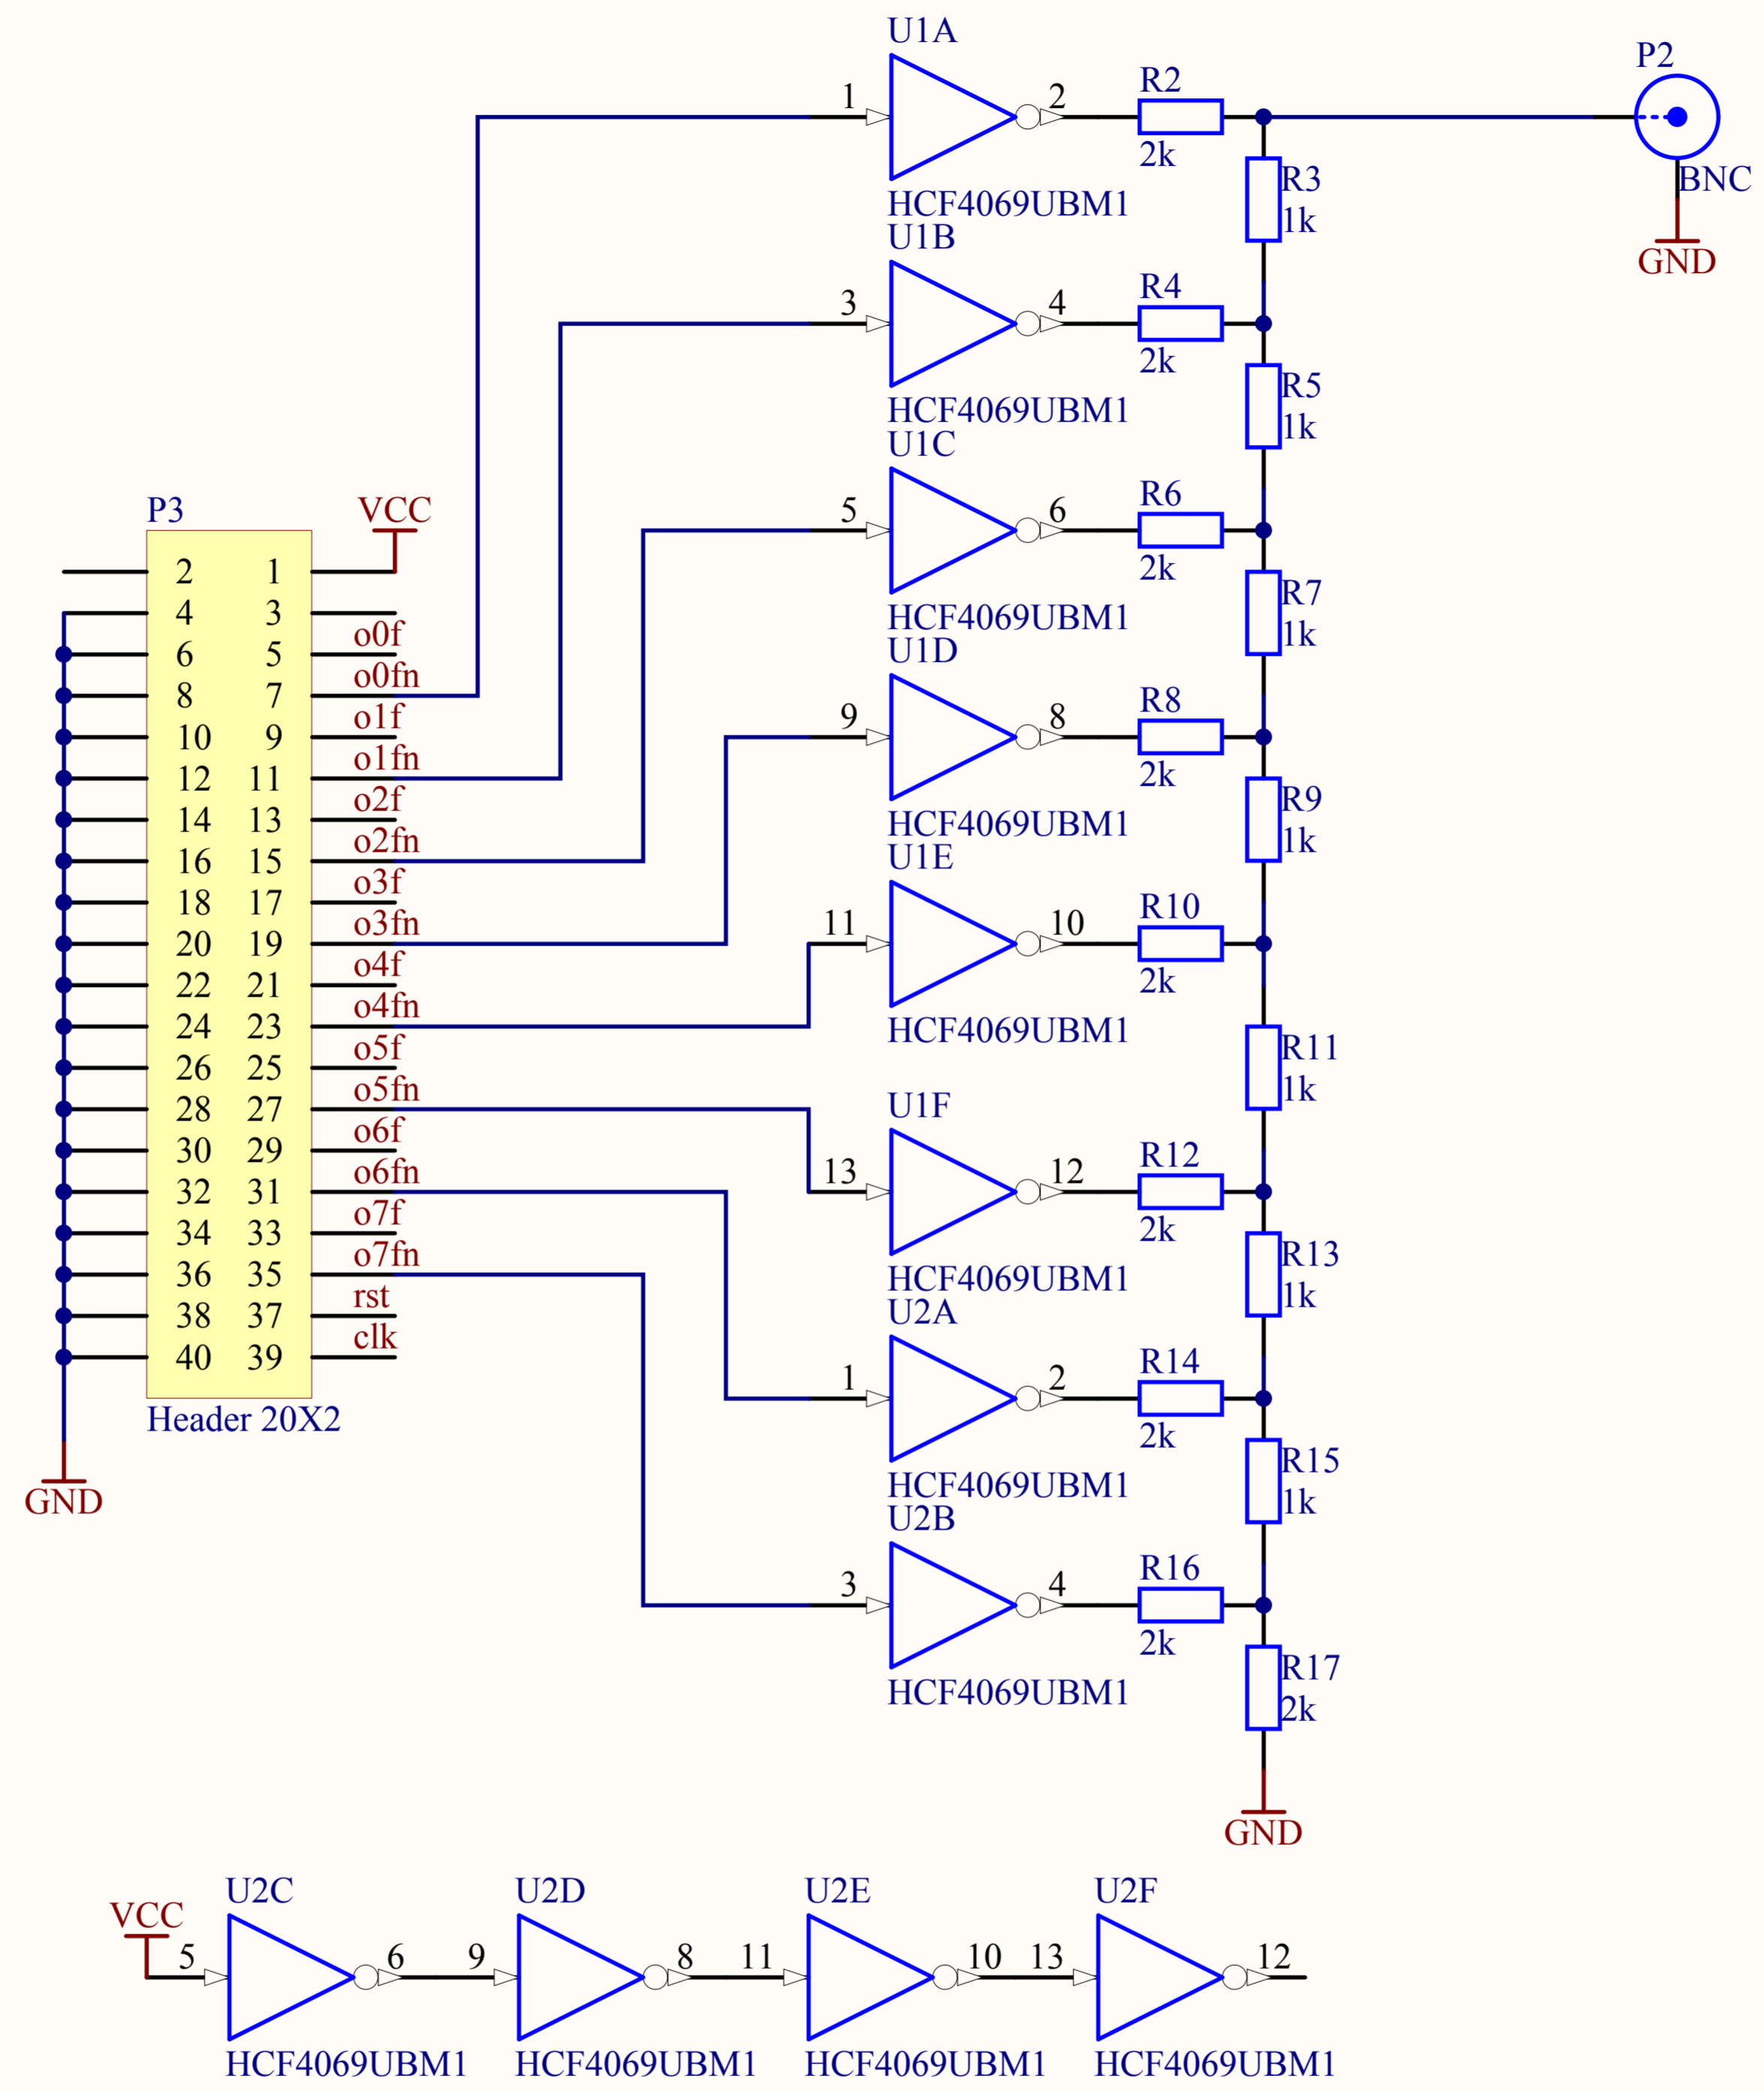 U1A
1
2
HCF4069UBM1
R2
2k
P2
BNC
GND
R3
1k
U1B
3
4
HCF4069UBM1
R4
2k
R5
1k
U1C
5
6
HCF4069UBM1
R6
2k
R7
1k
U1D
9
8
HCF4069UBM1
R8
2k
R9
1k
U1E
11
10
HCF4069UBM1
R10
2k
R11
1k
U1F
13
12
HCF4069UBM1
R12
2k
R13
1k
U2A
1
2
HCF4069UBM1
R14
2k
R15
1k
U2B
3
4
HCF4069UBM1
R16
2k
R17
2k
GND
P3
VCC
2 1
4 3
o0f
6 5
o0fn
8 7
o1f
10 9
o1fn
12 11
o2f
14 13
o2fn
16 15
o3f
18 17
o3fn
20 19
o4f
22 21
o4fn
24 23
o5f
26 25
o5fn
28 27
o6f
30 29
o6fn
32 31
o7f
34 33
o7fn
36 35
rst
38 37
clk
40 39
Header 20X2
GND
VCC
U2C
5
6
HCF4069UBM1
U2D
9
8
HCF4069UBM1
U2E
11
10
HCF4069UBM1
U2F
13
12
HCF4069UBM1